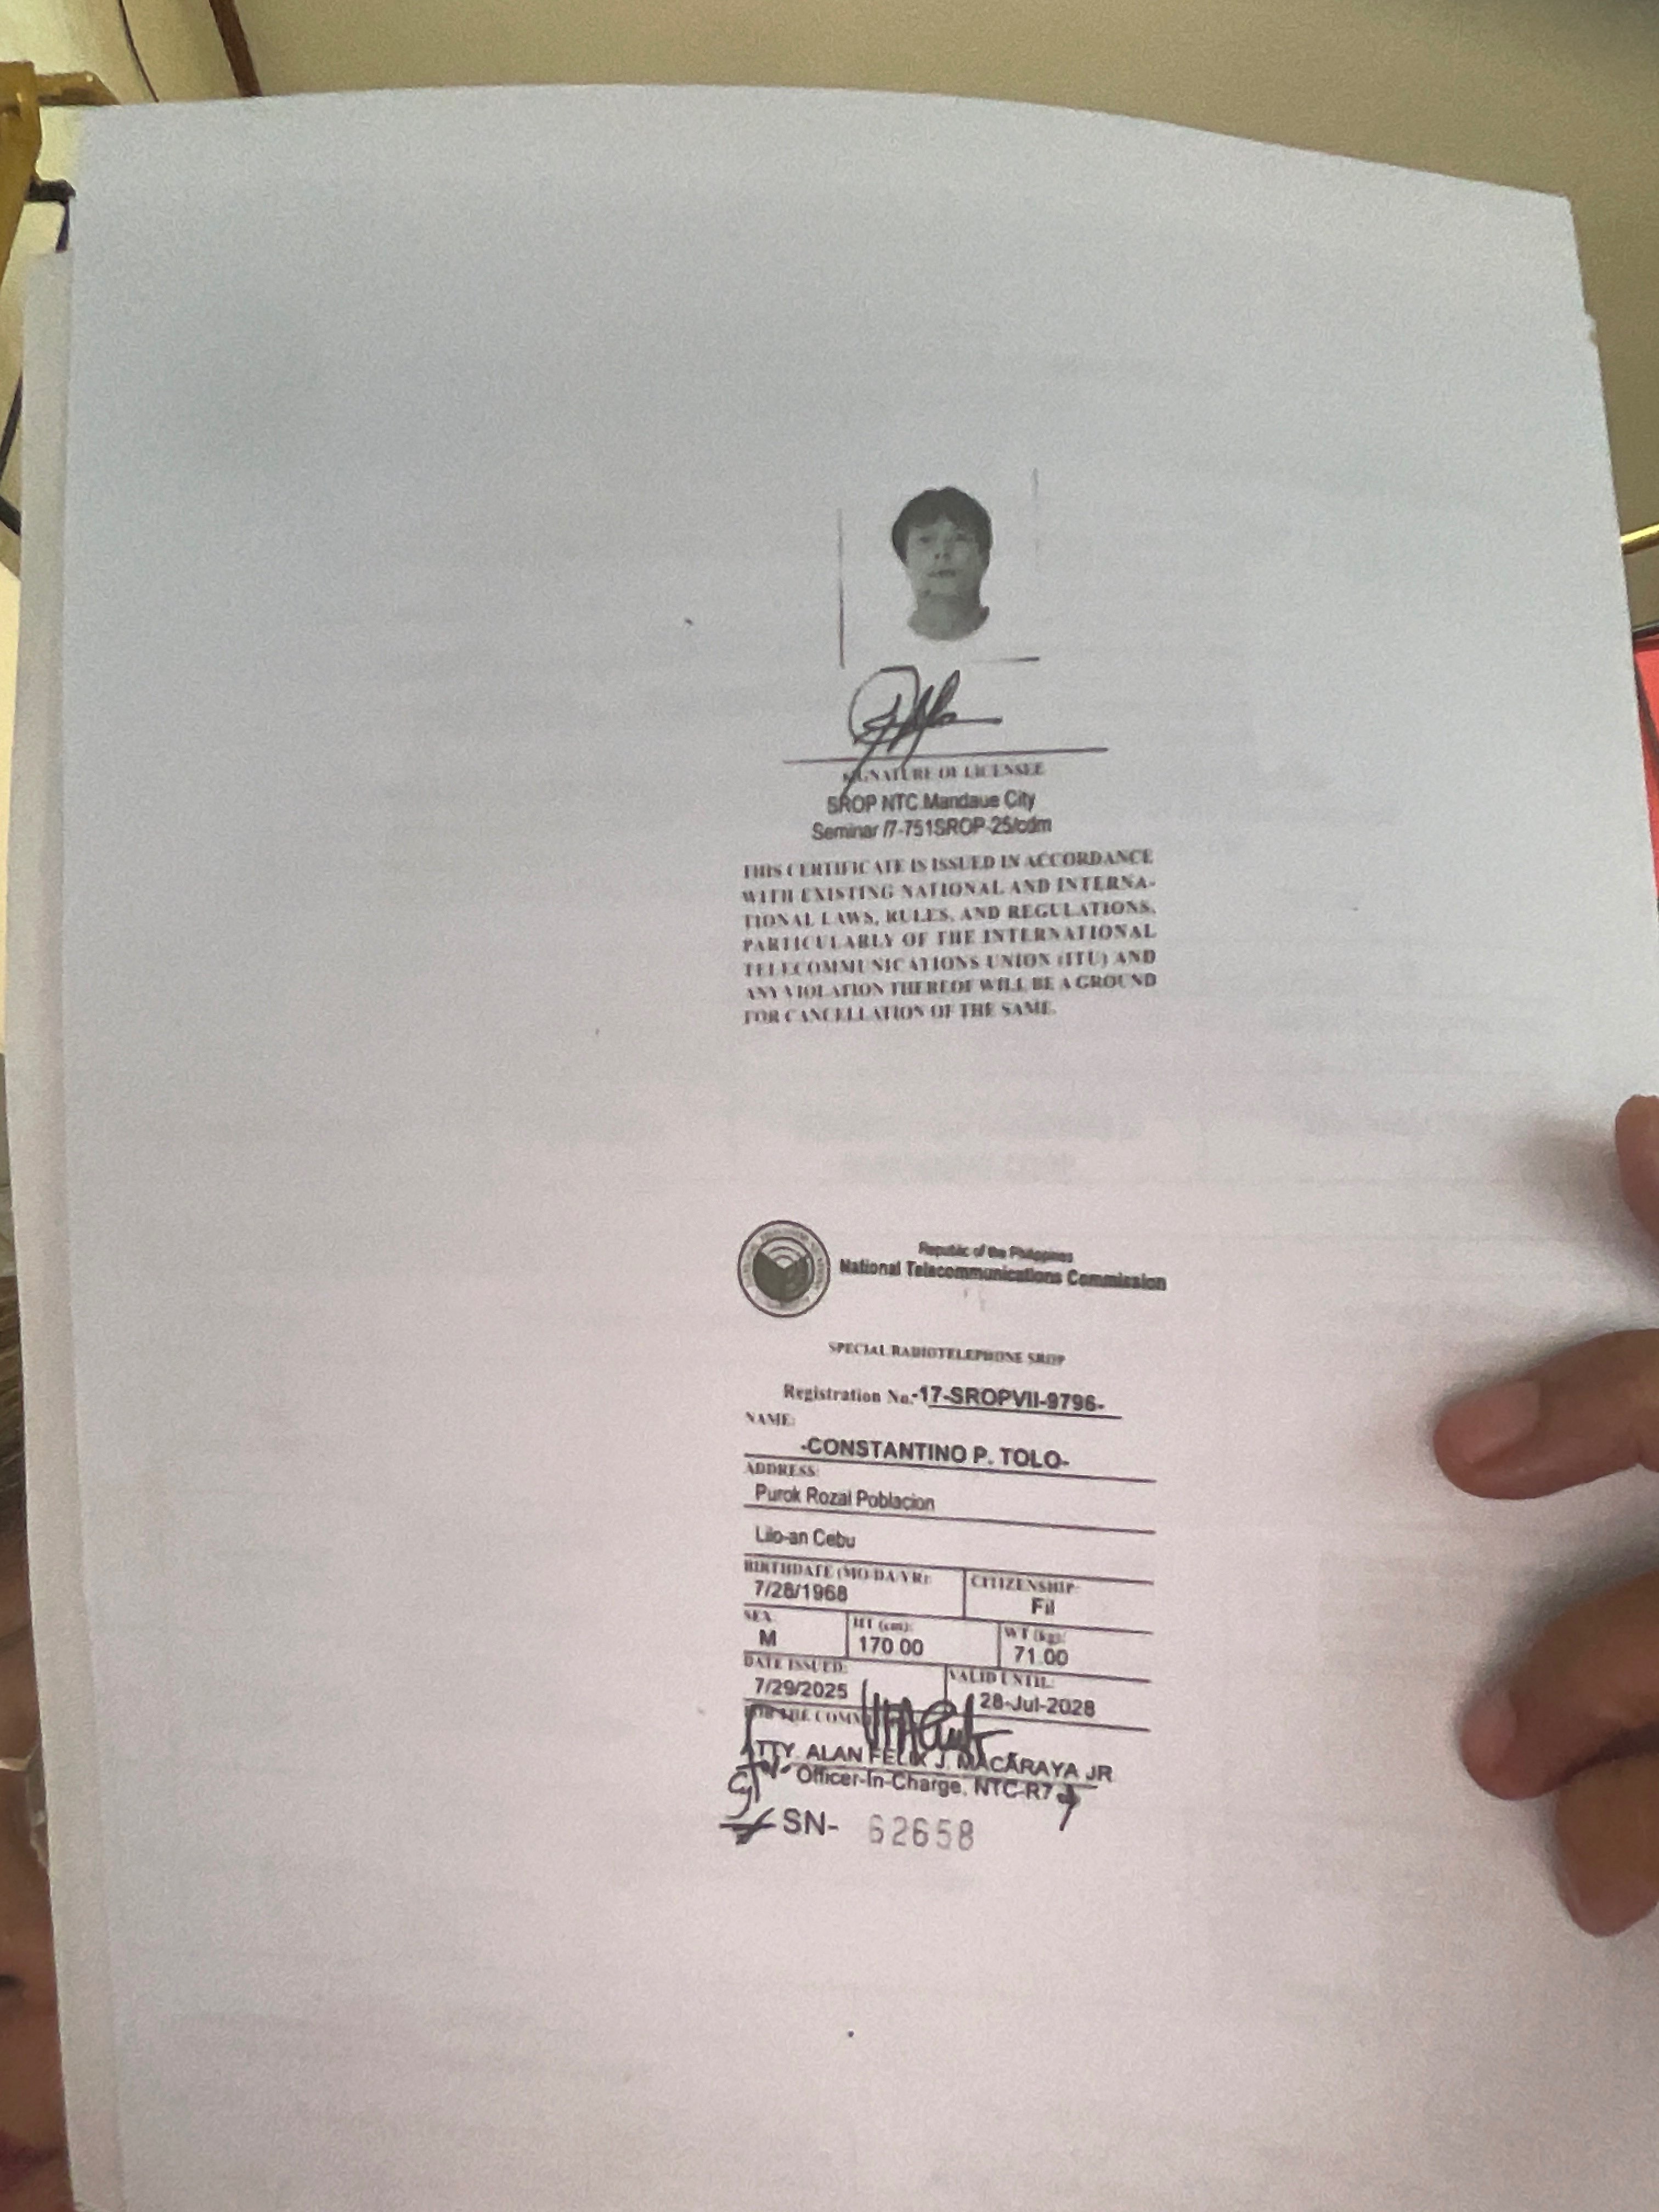 SIGNATURE OF LICENSEE
SROP NTC Mandaue City
Seminar /7-751SROP-25/cdm
THIS CERTIFICATE IS ISSUED IN ACCORDANCE
WITH EXISTING NATIONAL AND INTERNA-
TIONAL LAWS, RULES, AND REGULATIONS,
PARTICULARLY OF THE INTERNATIONAL
TELECOMMUNICATIONS UNION (ITU) AND
ANY VIOLATION THEREOF WILL BE A GROUND
FOR CANCELLATION OF THE SAME.
Republic of the Philippines
National Telecommunications Commission
SPECIAL RADIOTELEPHONE SROP
Registration No.-17-SROPVII-9796-
NAME:
-CONSTANTINO P. TOLO-
ADDRESS:
Purok Rozal Poblacion
Lilo-an Cebu
BIRTHDATE (MO/DA/YR): CITIZENSHIP:
7/28/1968 Fil
SEX HT (cm): WT (kg):
M 170.00 71.00
DATE ISSUED: VALID UNTIL:
7/29/2025 28-Jul-2028
FOR THE
ATTY. ALAN FELIX J. MACARAYA JR
Officer-In-Charge, NTC-R7
SN- 62658